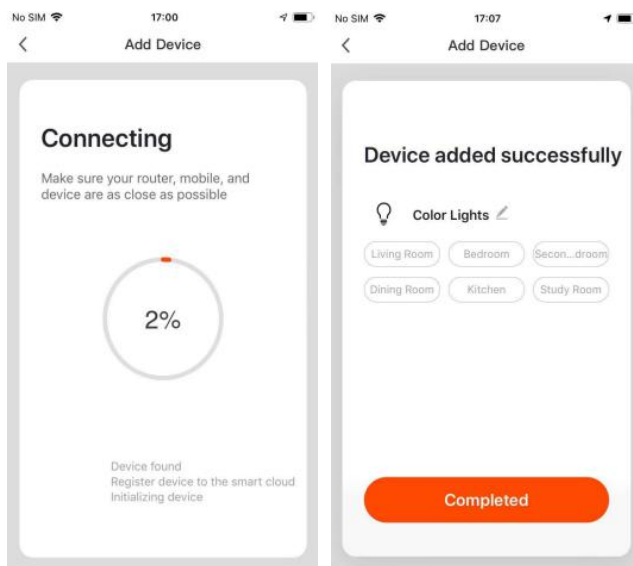 No SIM 17:00
Add Device
Connecting
Make sure your router, mobile, and
device are as close as possible
2%
Device found
Register device to the smart cloud
Initializing device
No SIM 17:07
Add Device
Device added successfully
Color Lights
Living Room Bedroom Secon...droom
Dining Room Kitchen Study Room
Completed